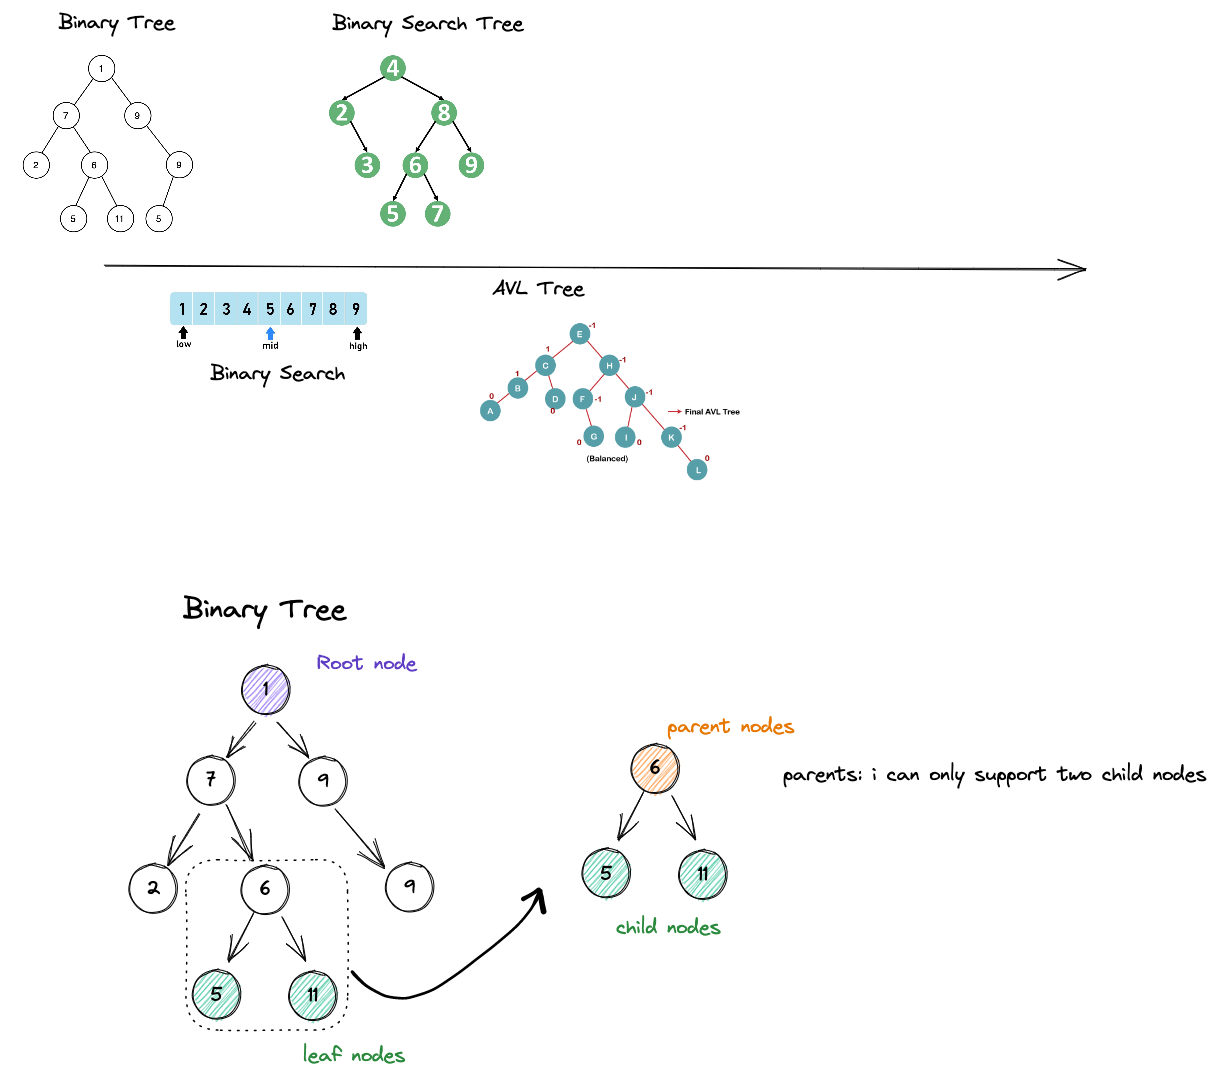 Binary Tree
1
7
9
2
6
9
5
11
5
Binary Search Tree
4
2
8
3
6
9
5
7
1 2 3 4 5 6 7 8 9
low
mid
high
Binary Search
AVL Tree
-1
E
1
C
H
-1
1
B
0
A
D
0
F
-1
J
-1
Final AVL Tree
0
G
I
0
K
-1
(Balanced)
L
0
Binary Tree
Root node
1
7
9
2
6
9
5
11
leaf nodes
parent nodes
6
5
11
child nodes
parents: i can only support two child nodes